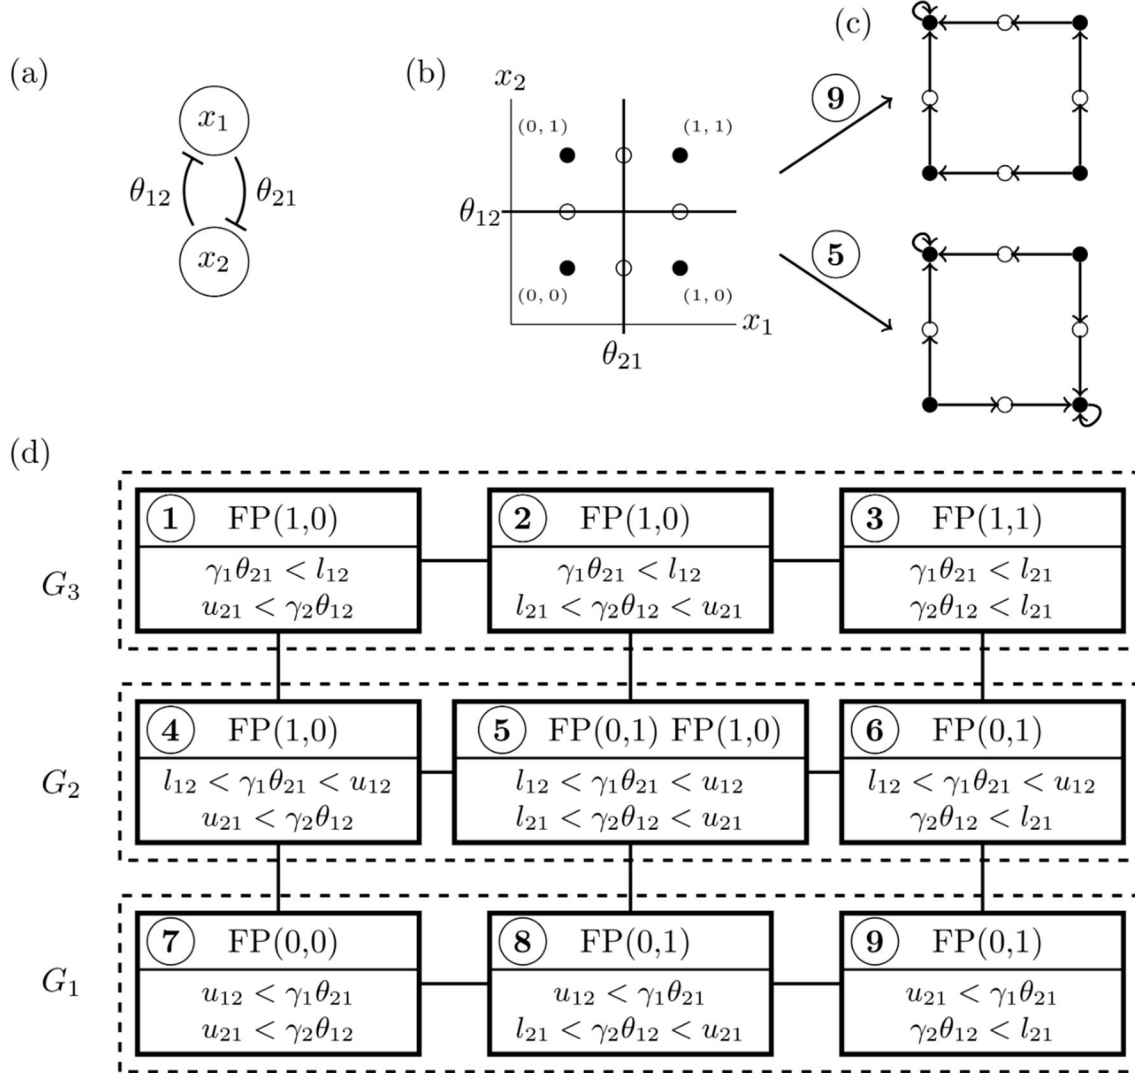 (a)
x₁
θ₁₂ θ₂₁
x₂
(b)
x₂
(0, 1) (1, 1)
θ₁₂
(0, 0) (1, 0)
x₁
θ₂₁
9
5
(c)
(d)
G₃
1 FP(1,0)
γ₁θ₂₁ < l₁₂
u₂₁ < γ₂θ₁₂
2 FP(1,0)
γ₁θ₂₁ < l₁₂
l₂₁ < γ₂θ₁₂ < u₂₁
3 FP(1,1)
γ₁θ₂₁ < l₂₁
γ₂θ₁₂ < l₂₁
G₂
4 FP(1,0)
l₁₂ < γ₁θ₂₁ < u₁₂
u₂₁ < γ₂θ₁₂
5 FP(0,1) FP(1,0)
l₁₂ < γ₁θ₂₁ < u₁₂
l₂₁ < γ₂θ₁₂ < u₂₁
6 FP(0,1)
l₁₂ < γ₁θ₂₁ < u₁₂
γ₂θ₁₂ < l₂₁
G₁
7 FP(0,0)
u₁₂ < γ₁θ₂₁
u₂₁ < γ₂θ₁₂
8 FP(0,1)
u₁₂ < γ₁θ₂₁
l₂₁ < γ₂θ₁₂ < u₂₁
9 FP(0,1)
u₂₁ < γ₁θ₂₁
γ₂θ₁₂ < l₂₁